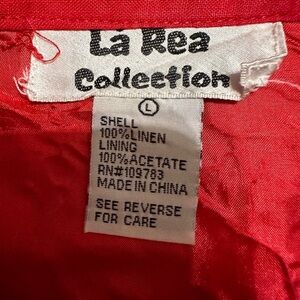 La Rea
Collection
L
SHELL
100%LINEN
LINING
100%ACETATE
RN#109783
MADE IN CHINA
SEE REVERSE
FOR CARE